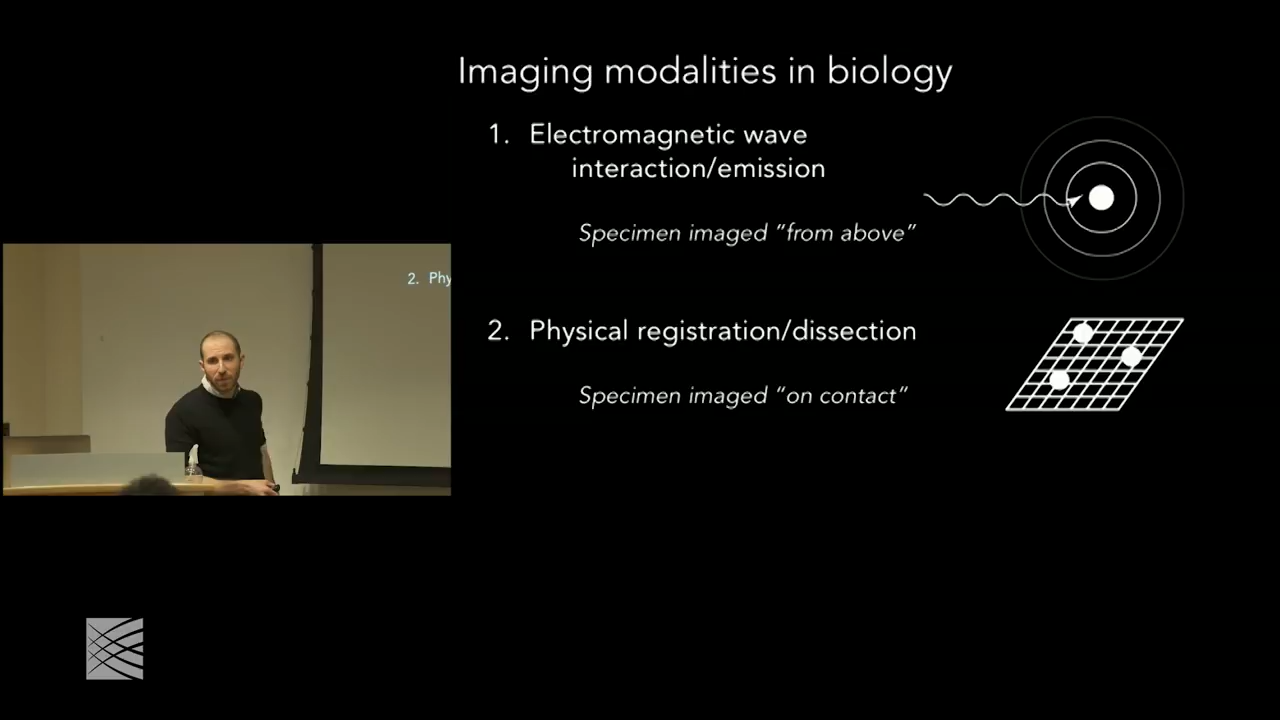 Imaging modalities in biology
1. Electromagnetic wave
interaction/emission
Specimen imaged “from above”
2. Physical registration/dissection
Specimen imaged “on contact”
2. Phy